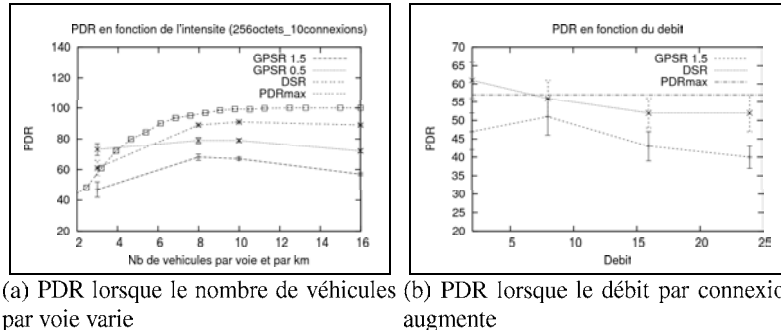 PDR en fonction de l'intensite (256octets_10connexions)
140
120
100
80
60
40
20
PDR
GPSR 1.5
GPSR 0.5
DSR
PDRmax
2 4 6 8 10 12 14 16
Nb de vehicules par voie et par km
PDR en fonction du debit
70
65
60
55
50
45
40
35
30
25
20
PDR
GPSR 1.5
DSR
PDRmax
5 10 15 20 25
Debit
(a) PDR lorsque le nombre de véhicules
par voie varie
(b) PDR lorsque le débit par connexio
augmente